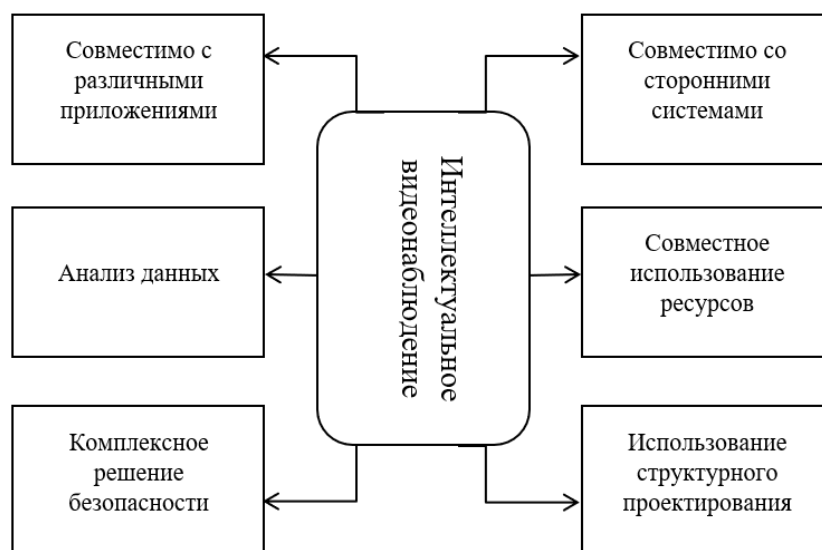 Совместимо с
различными
приложениями
Совместимо со
сторонними
системами
Интеллектуальное
видеонаблюдение
Анализ данных
Совместное
использование
ресурсов
Комплексное
решение
безопасности
Использование
структурного
проектирования